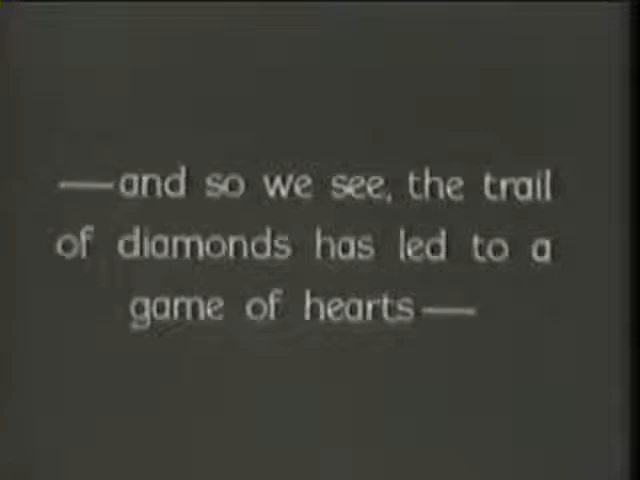 —and so we see, the trail
of diamonds has led to a
game of hearts—